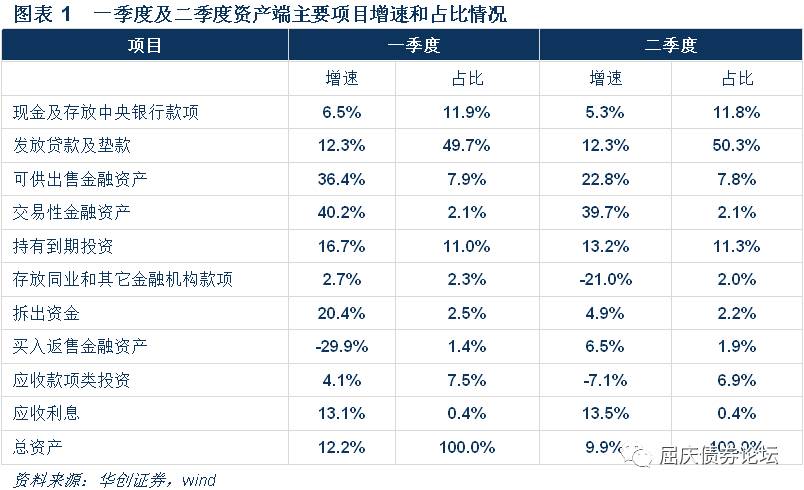 图表 1 一季度及二季度资产端主要项目增速和占比情况
项目 一季度 二季度
增速 占比 增速 占比
现金及存放中央银行款项 6.5% 11.9% 5.3% 11.8%
发放贷款及垫款 12.3% 49.7% 12.3% 50.3%
可供出售金融资产 36.4% 7.9% 22.8% 7.8%
交易性金融资产 40.2% 2.1% 39.7% 2.1%
持有到期投资 16.7% 11.0% 13.2% 11.3%
存放同业和其它金融机构款项 2.7% 2.3% -21.0% 2.0%
拆出资金 20.4% 2.5% 4.9% 2.2%
买入返售金融资产 -29.9% 1.4% 6.5% 1.9%
应收款项类投资 4.1% 7.5% -7.1% 6.9%
应收利息 13.1% 0.4% 13.5% 0.4%
总资产 12.2% 100.0% 9.9% 100.0%
屈庆债券论坛
资料来源：华创证券，wind